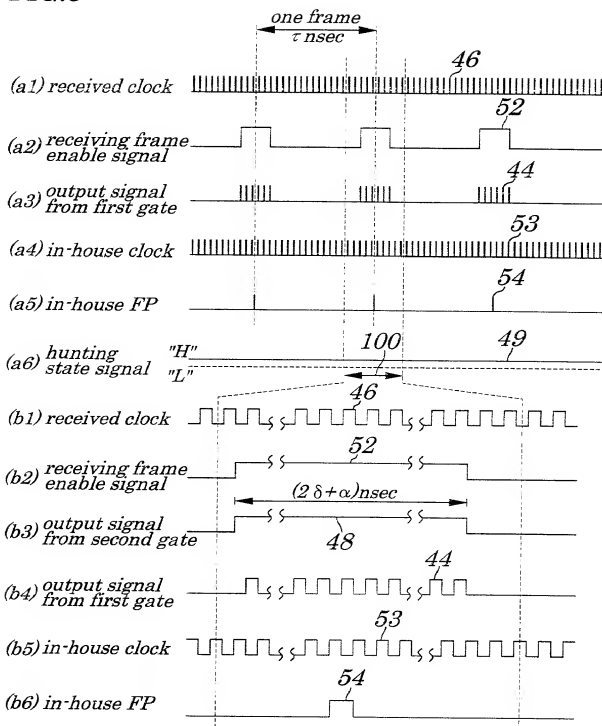 one frame
τ nsec
46
(a1) received clock
52
(a2) receiving frame
enable signal
44
(a3) output signal
from first gate
53
(a4) in-house clock
54
(a5) in-house FP
100
49
(a6) hunting
state signal
"H"
"L"
46
(b1) received clock
52
(b2) receiving frame
enable signal
(2 δ+α)nsec
(b3) output signal
from second gate
48
44
(b4) output signal
from first gate
53
(b5) in-house clock
54
(b6) in-house FP